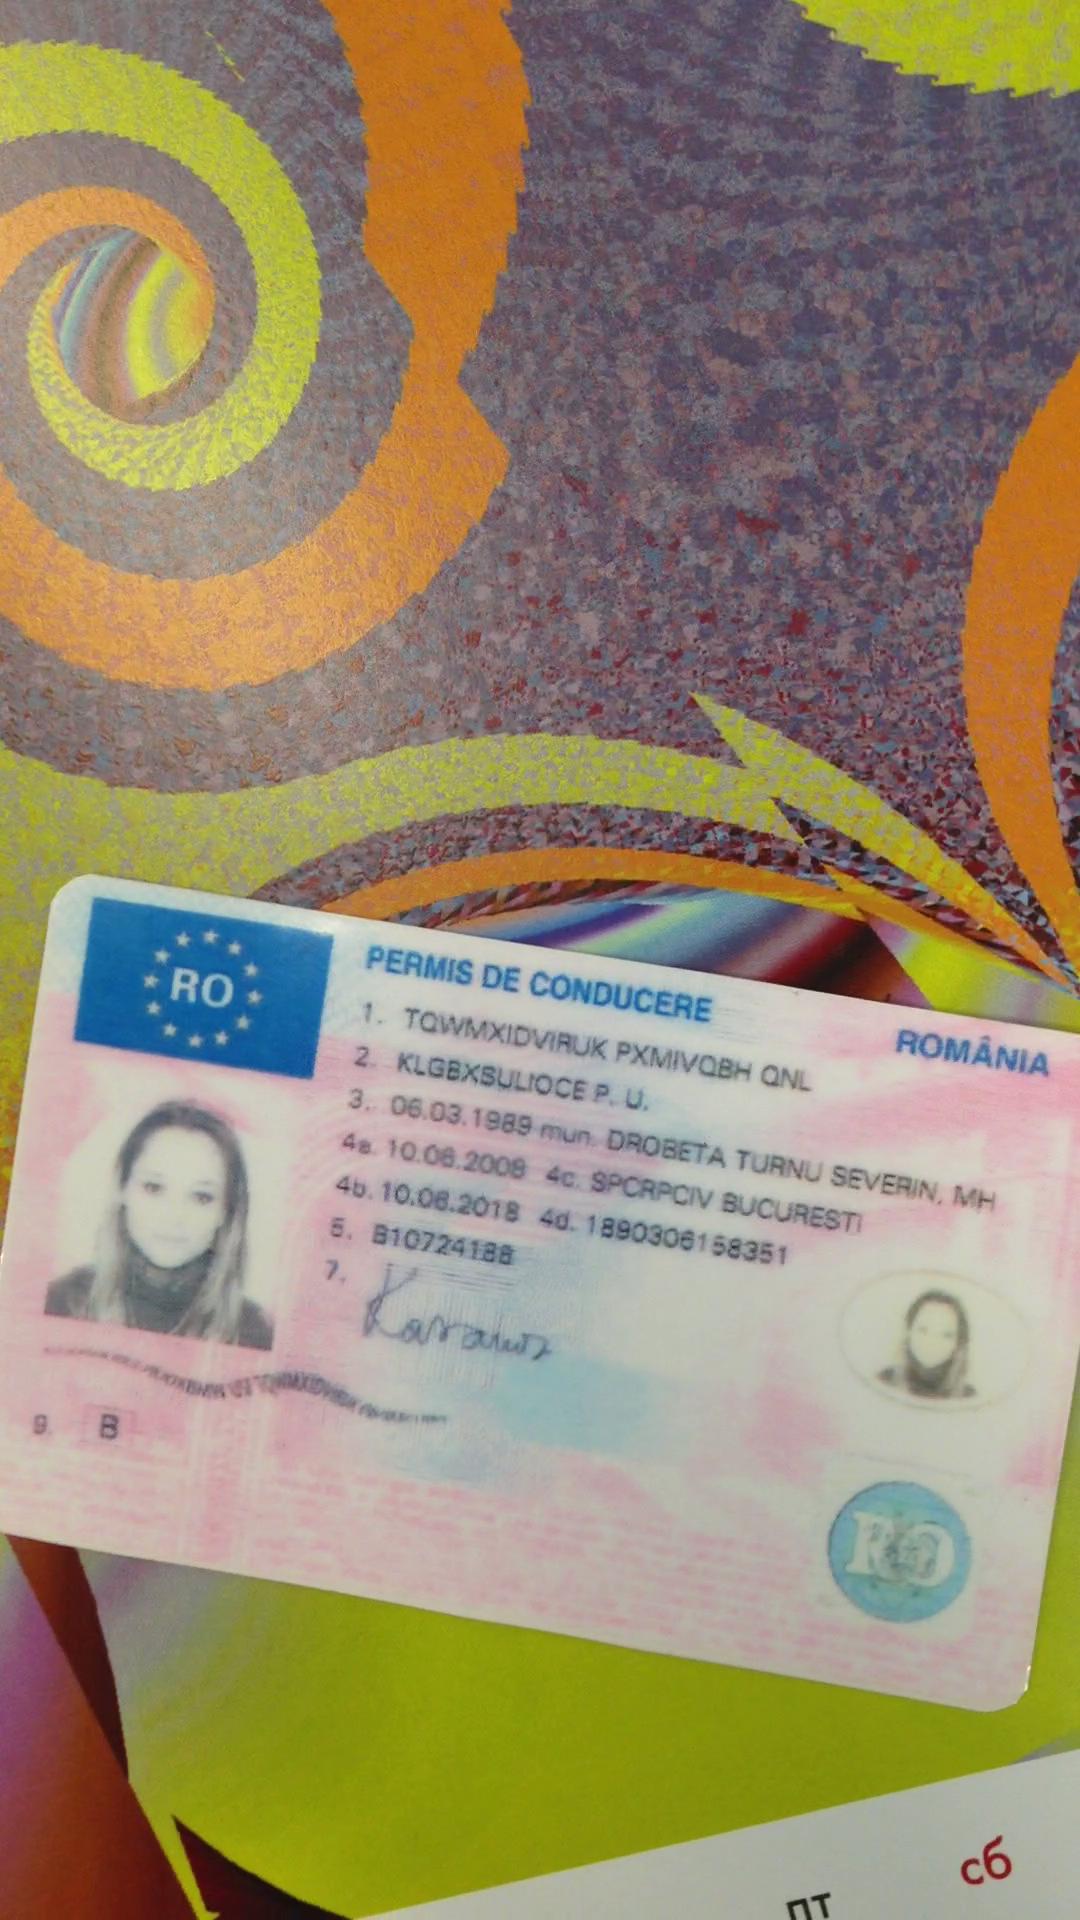 RO
PERMIS DE CONDUCERE
ROMÂNIA
1. TQWMXIDVIRUK PXMIVQBH QNL
2. KLGBXSULIOCE P. U.
3. 06.03.1989 mun. DROBETA TURNU SEVERIN, MH
4a. 10.06.2008 4c. SPCRPCIV BUCURESTI
4b. 10.06.2018 4d. 1890306158351
5. B10724188
7.
9. B
RO
пт
сб